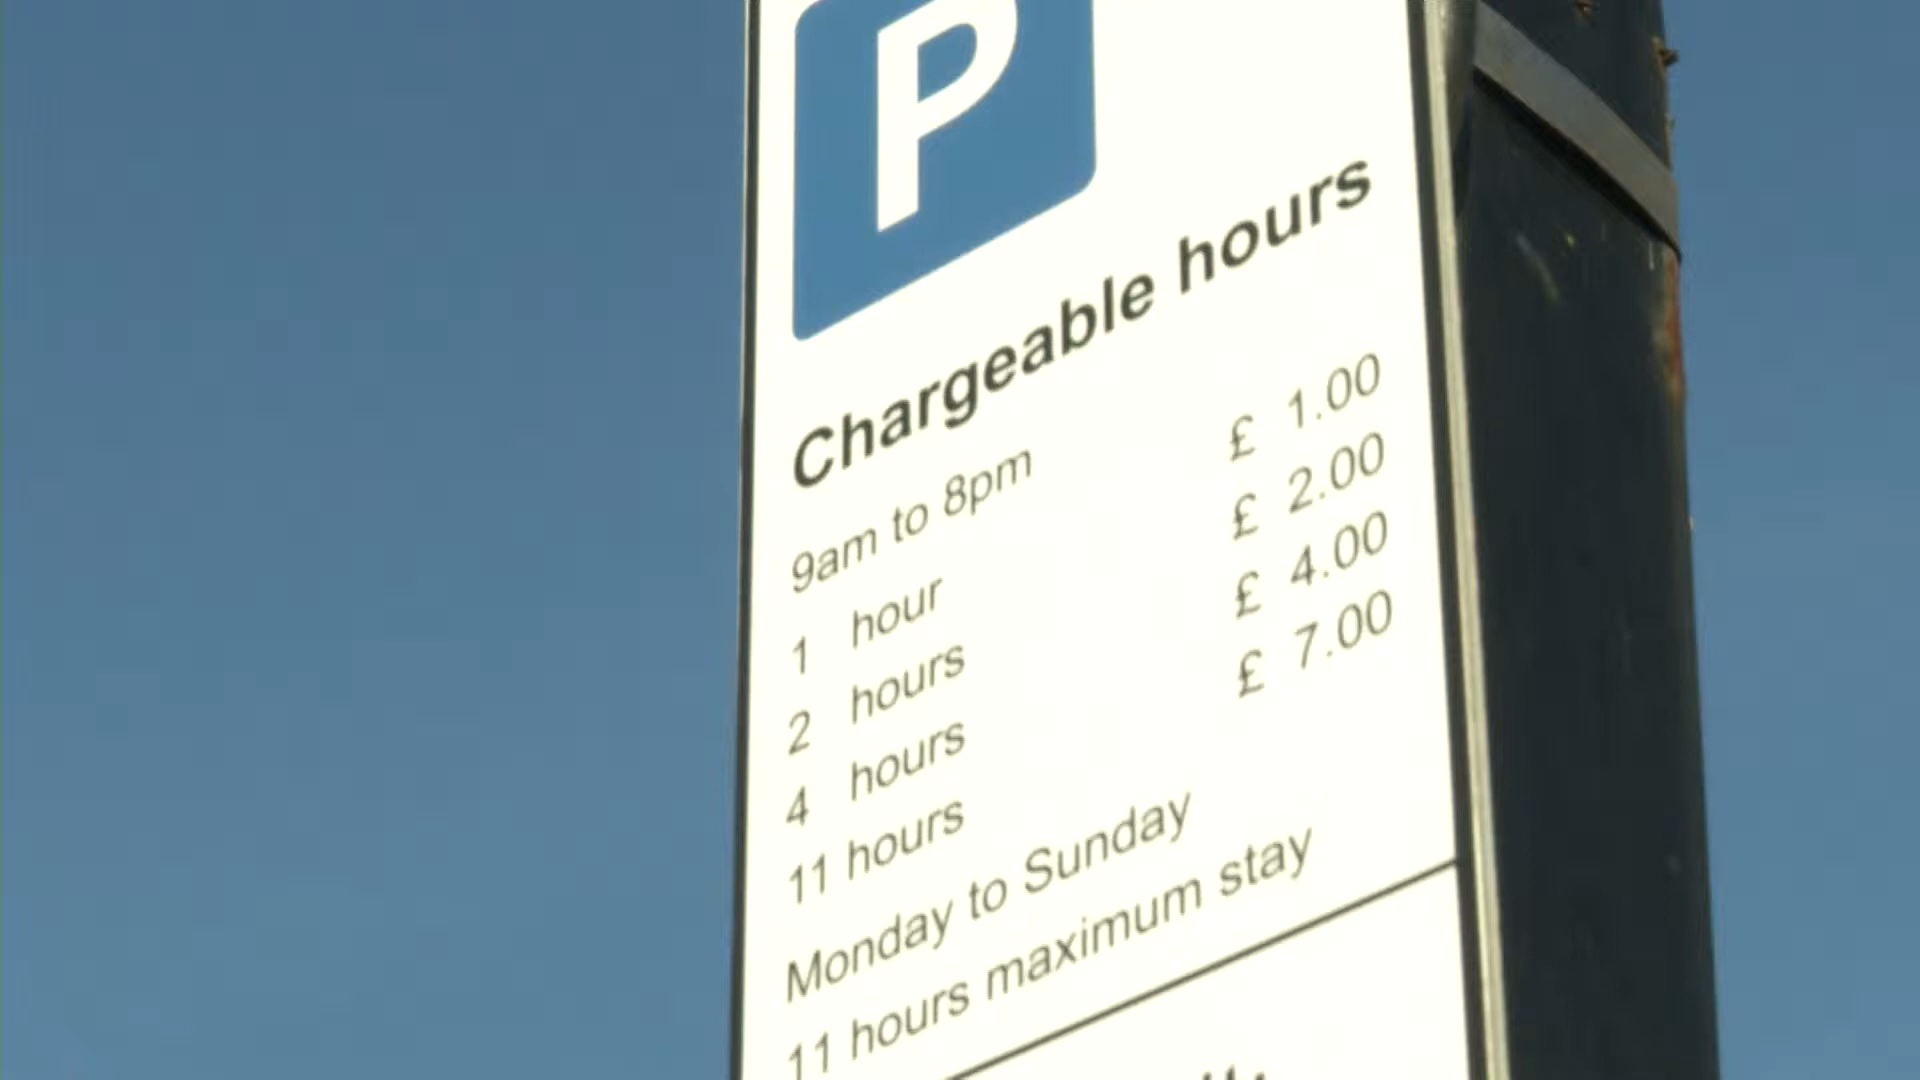 P
Chargeable hours
9am to 8pm
1 hour £ 1.00
2 hours £ 2.00
4 hours £ 4.00
11 hours £ 7.00
Monday to Sunday
11 hours maximum stay